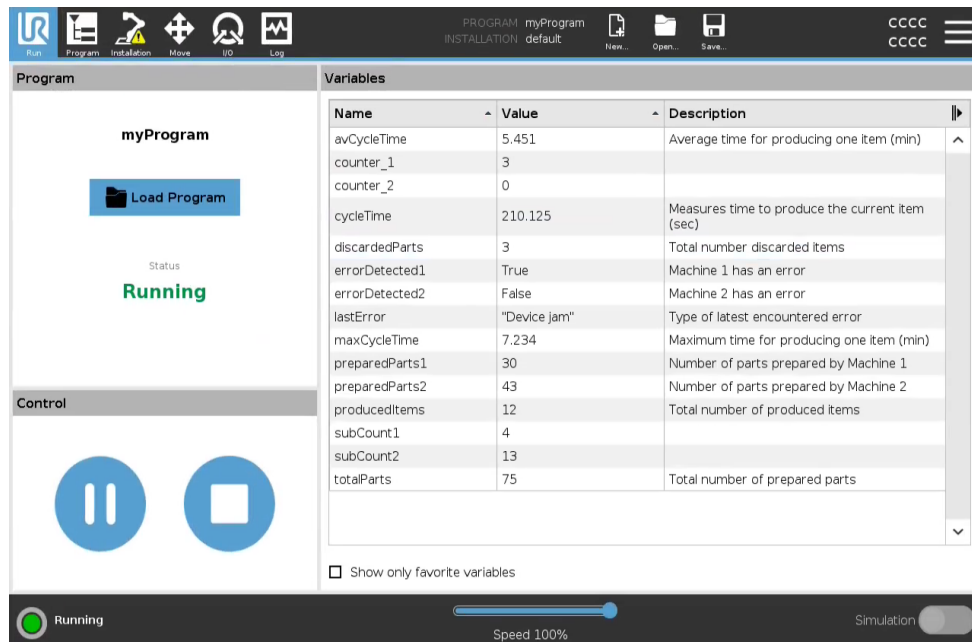 UR
Run Program Installation Move I/O Log
PROGRAM myProgram
INSTALLATION default
New... Open... Save...
CCCC
CCCC
Program
myProgram
Load Program
Status
Running
Control
Variables
Name Value Description
avCycleTime 5.451 Average time for producing one item (min)
counter_1 3
counter_2 0
cycleTime 210.125 Measures time to produce the current item
(sec)
discardedParts 3 Total number discarded items
errorDetected1 True Machine 1 has an error
errorDetected2 False Machine 2 has an error
lastError "Device jam" Type of latest encountered error
maxCycleTime 7.234 Maximum time for producing one item (min)
preparedParts1 30 Number of parts prepared by Machine 1
preparedParts2 43 Number of parts prepared by Machine 2
producedItems 12 Total number of produced items
subCount1 4
subCount2 13
totalParts 75 Total number of prepared parts
Show only favorite variables
Running
Speed 100%
Simulation